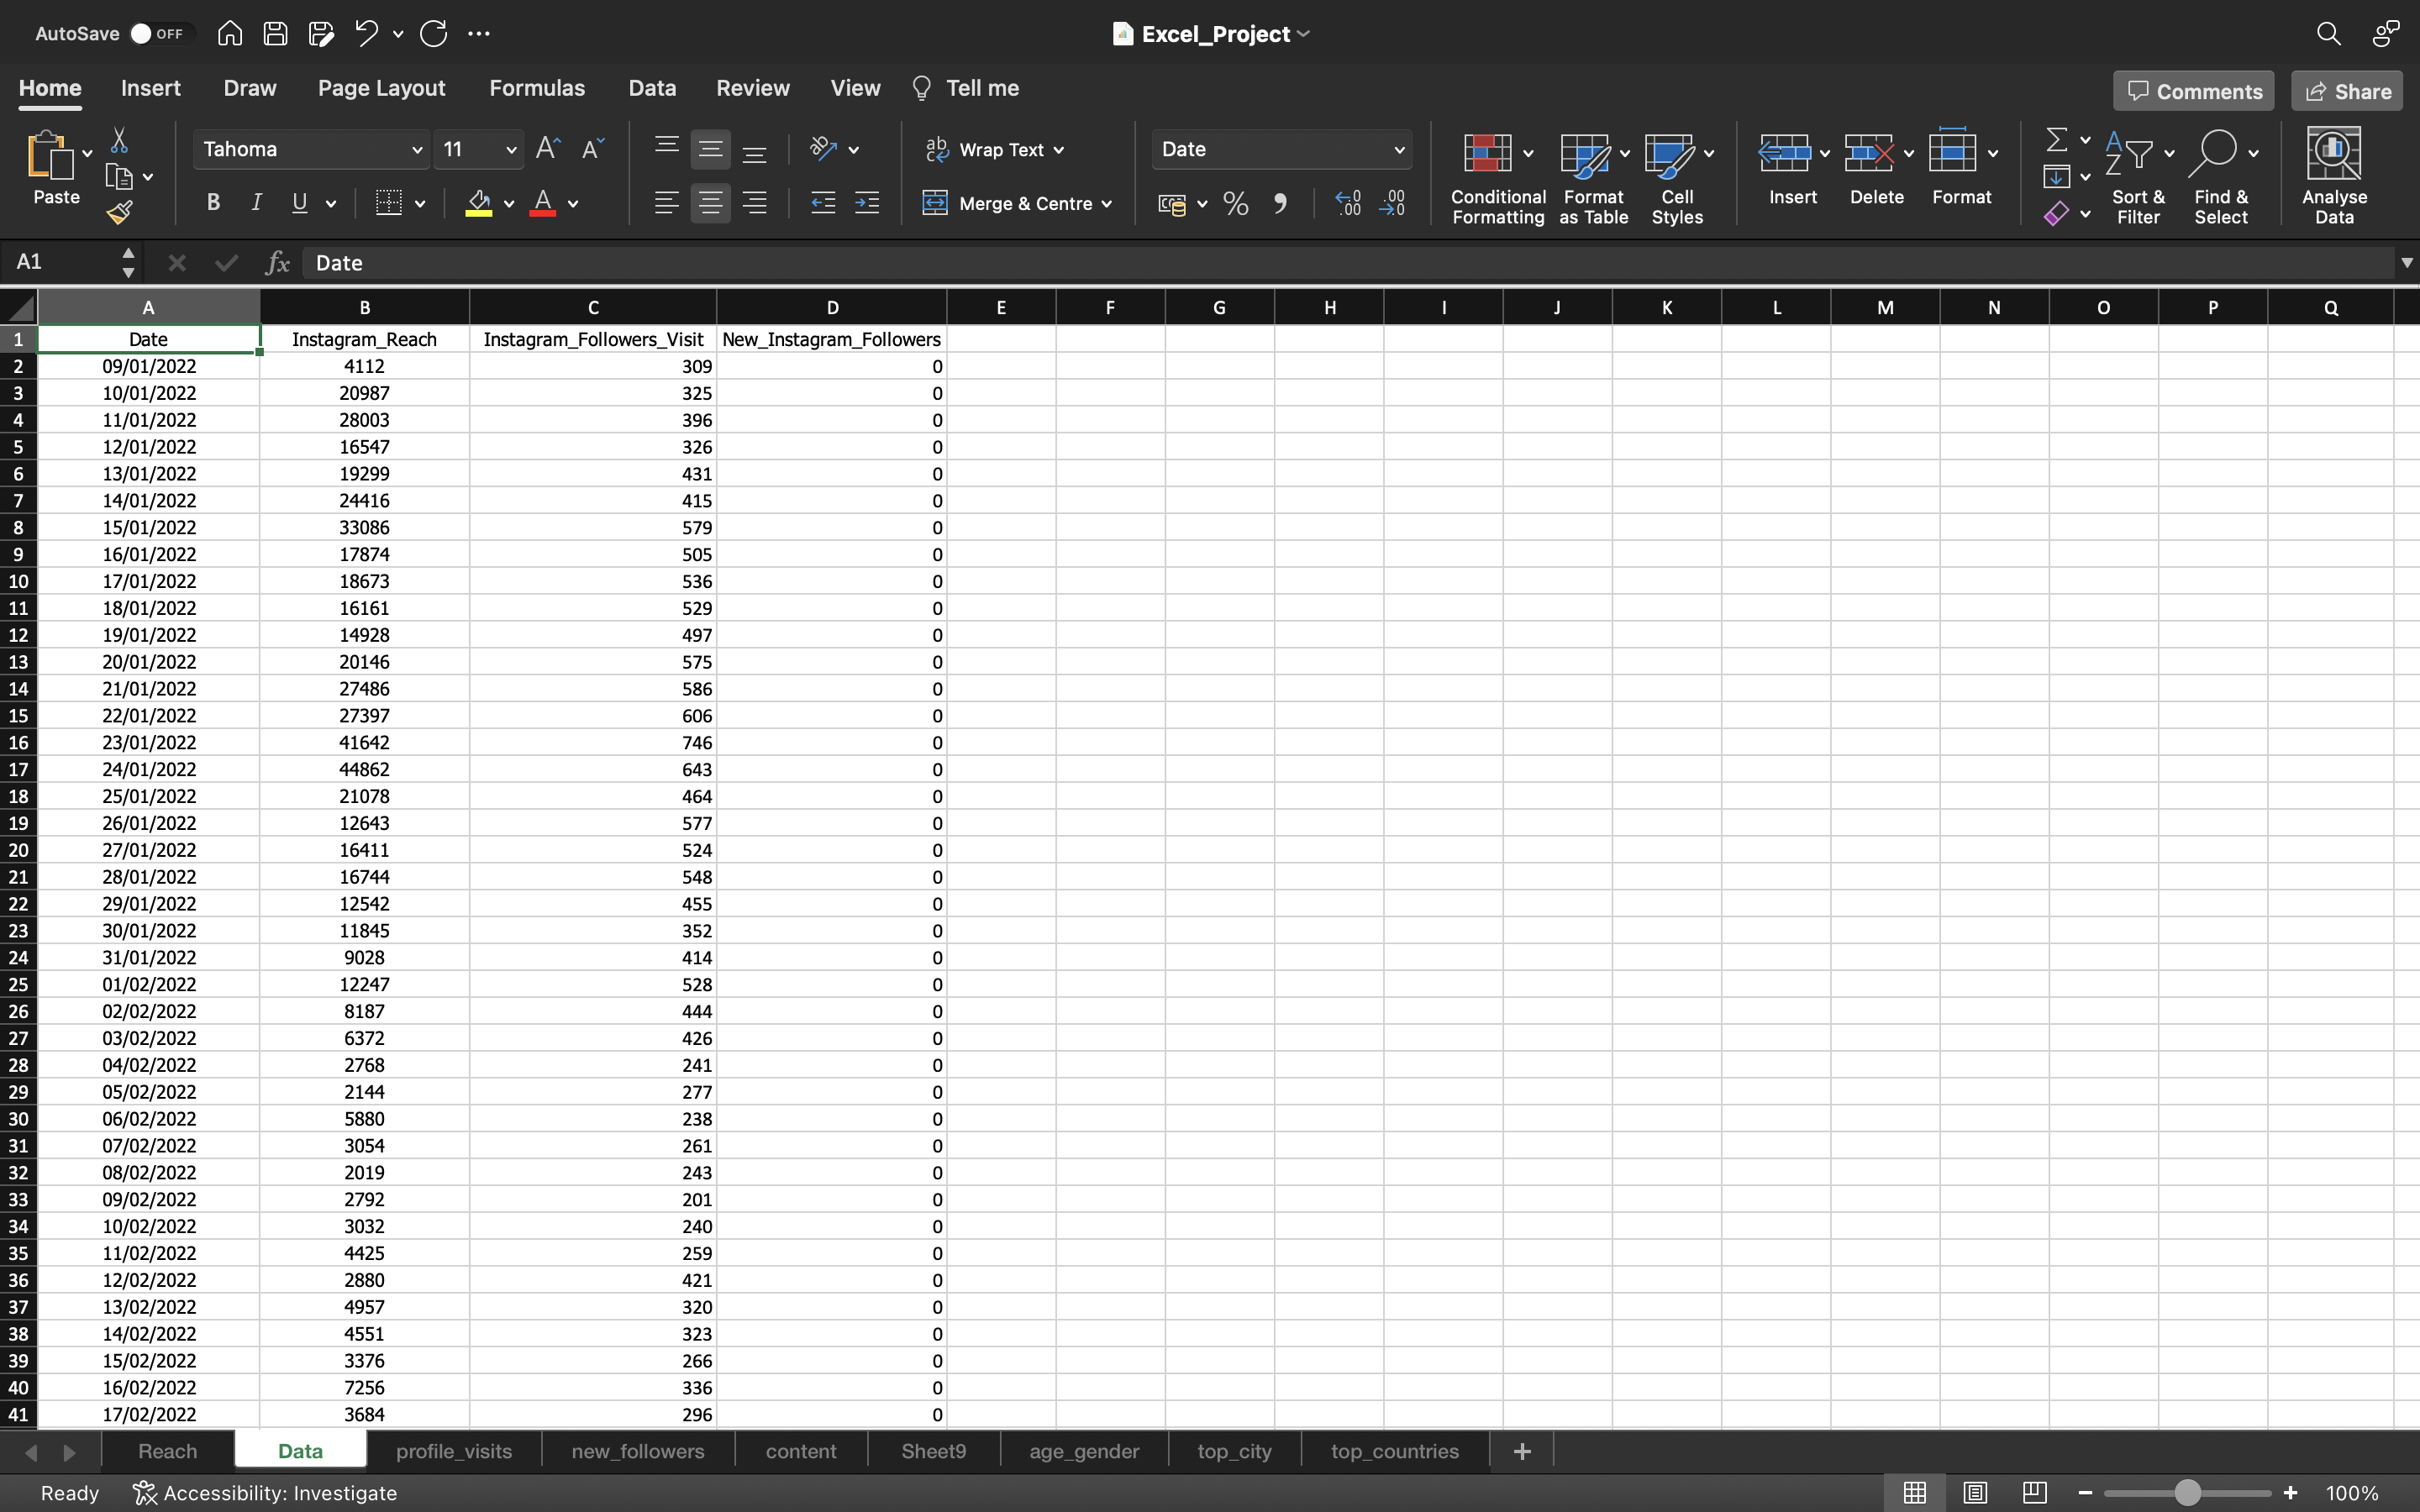 AutoSave OFF Excel_Project
Home Insert Draw Page Layout Formulas Data Review View Tell me Comments Share
Paste Tahoma 11 A A B I U A ab Wrap Text Merge & Centre Date % Conditional Formatting Format as Table Cell Styles Insert Delete Format Sort & Filter Find & Select Analyse Data
A1 fx Date
A B C D E F G H I J K L M N O P Q
1 Date Instagram_Reach Instagram_Followers_Visit New_Instagram_Followers
2 09/01/2022 4112 309 0
3 10/01/2022 20987 325 0
4 11/01/2022 28003 396 0
5 12/01/2022 16547 326 0
6 13/01/2022 19299 431 0
7 14/01/2022 24416 415 0
8 15/01/2022 33086 579 0
9 16/01/2022 17874 505 0
10 17/01/2022 18673 536 0
11 18/01/2022 16161 529 0
12 19/01/2022 14928 497 0
13 20/01/2022 20146 575 0
14 21/01/2022 27486 586 0
15 22/01/2022 27397 606 0
16 23/01/2022 41642 746 0
17 24/01/2022 44862 643 0
18 25/01/2022 21078 464 0
19 26/01/2022 12643 577 0
20 27/01/2022 16411 524 0
21 28/01/2022 16744 548 0
22 29/01/2022 12542 455 0
23 30/01/2022 11845 352 0
24 31/01/2022 9028 414 0
25 01/02/2022 12247 528 0
26 02/02/2022 8187 444 0
27 03/02/2022 6372 426 0
28 04/02/2022 2768 241 0
29 05/02/2022 2144 277 0
30 06/02/2022 5880 238 0
31 07/02/2022 3054 261 0
32 08/02/2022 2019 243 0
33 09/02/2022 2792 201 0
34 10/02/2022 3032 240 0
35 11/02/2022 4425 259 0
36 12/02/2022 2880 421 0
37 13/02/2022 4957 320 0
38 14/02/2022 4551 323 0
39 15/02/2022 3376 266 0
40 16/02/2022 7256 336 0
41 17/02/2022 3684 296 0
Reach Data profile_visits new_followers content Sheet9 age_gender top_city top_countries +
Ready Accessibility: Investigate 100%